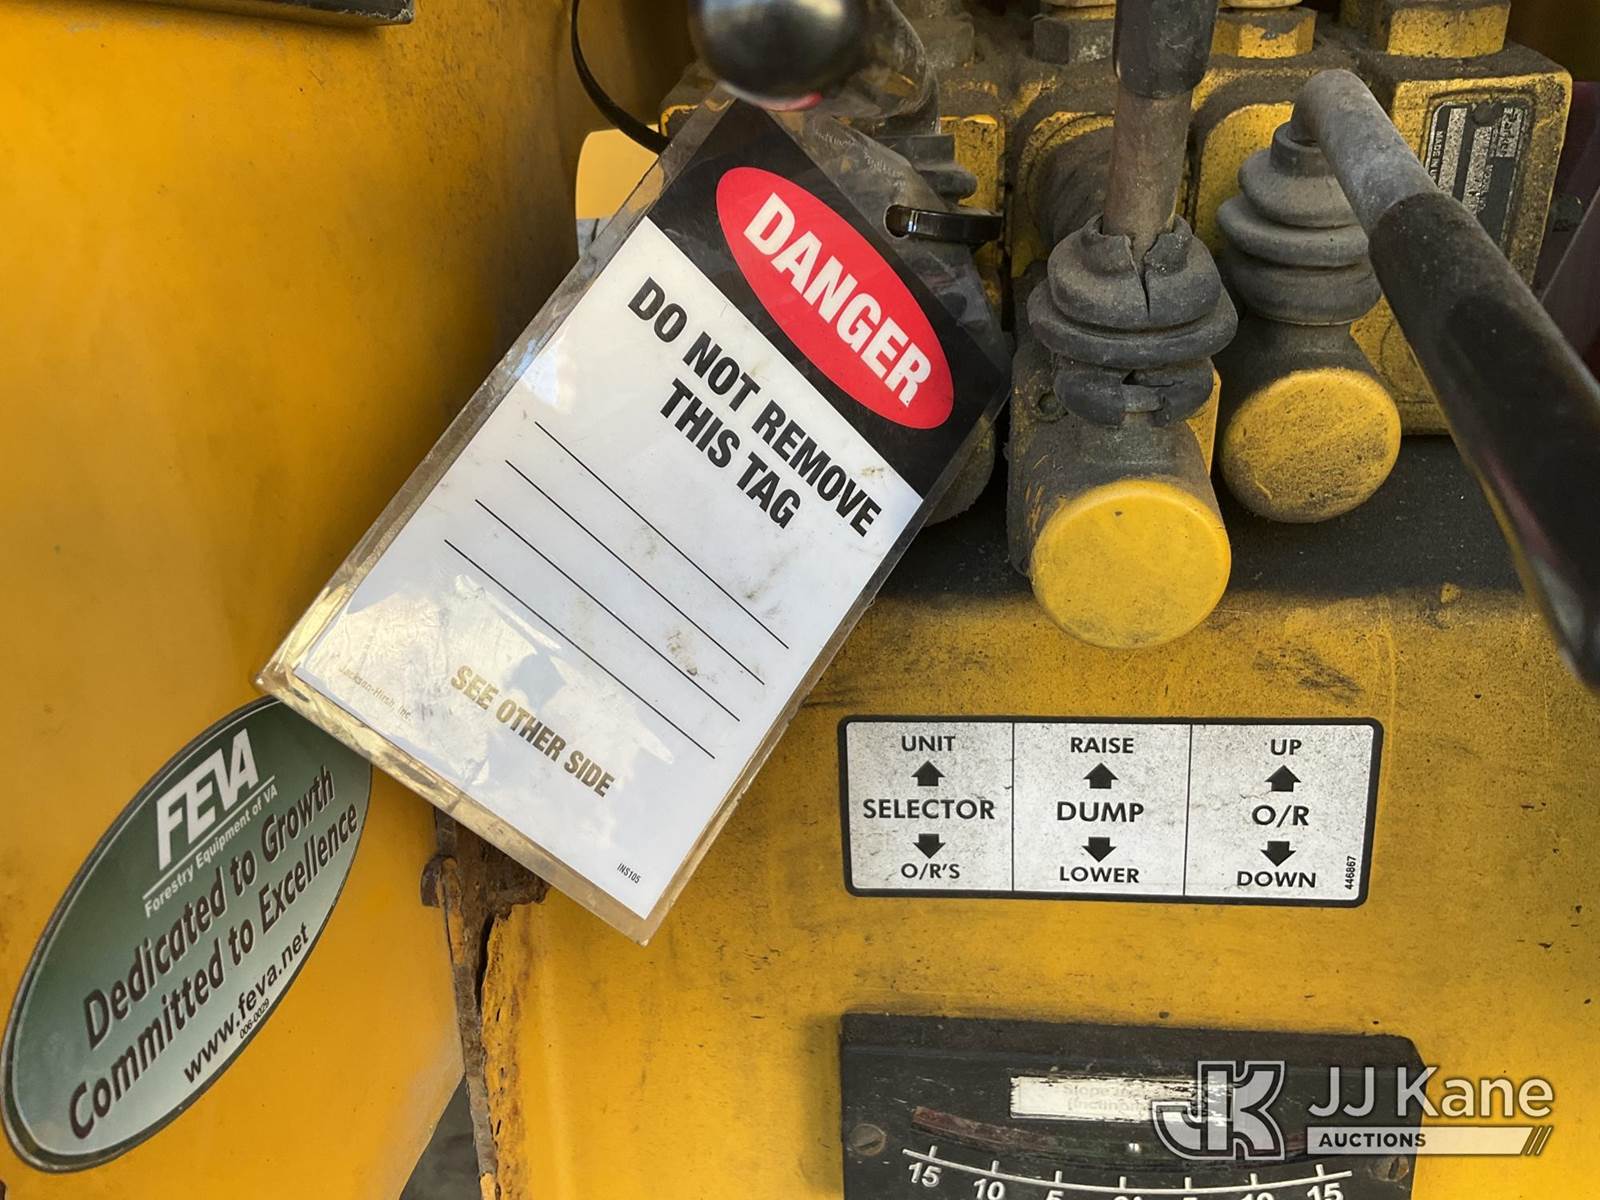 DANGER
DO NOT REMOVE
THIS TAG
SEE OTHER SIDE
INS105
FEVA
Forestry Equipment of VA
Dedicated to Growth
Committed to Excellence
www.feva.net
006-0029
UNIT
SELECTOR
O/R'S
RAISE
DUMP
LOWER
UP
O/R
DOWN
446867
15 10 5 5 10 15
JJ Kane
AUCTIONS